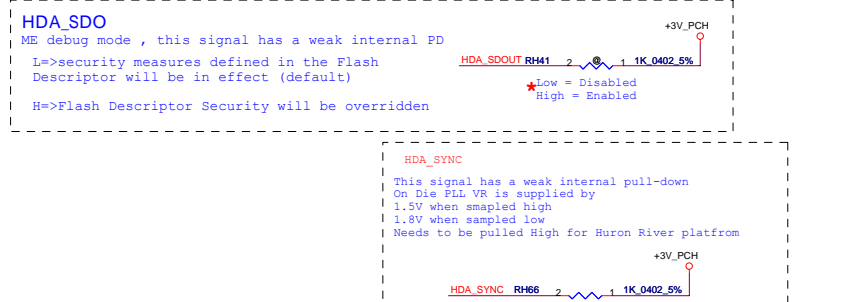 HDA_SDO
ME debug mode , this signal has a weak internal PD
L=>security measures defined in the Flash
Descriptor will be in effect (default)
H=>Flash Descriptor Security will be overridden
+3V_PCH
HDA_SDOUT RH41 2 @ 1 1K_0402_5%
*Low = Disabled
High = Enabled
HDA_SYNC
This signal has a weak internal pull-down
On Die PLL VR is supplied by
1.5V when smapled high
1.8V when sampled low
Needs to be pulled High for Huron River platfrom
+3V_PCH
HDA_SYNC RH66 2 1 1K_0402_5%